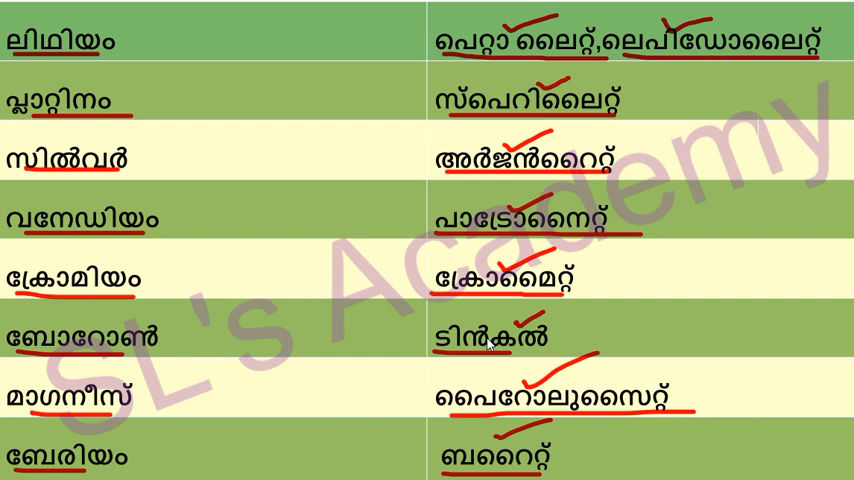 ലിഥിയം പെറ്റാ ലൈറ്റ്,ലെപിഡോലൈറ്റ്
പ്ലാറ്റിനം സ്പെറിലൈറ്റ്
സിൽവർ അർജൻറൈറ്റ്
വനേഡിയം പാട്രോനൈറ്റ്
ക്രോമിയം ക്രോമൈറ്റ്
ബോറോൺ ടിൻകൽ
മാഗനീസ് പൈറോലുസൈറ്റ്
ബേരിയം ബറൈറ്റ്
SL's Academy